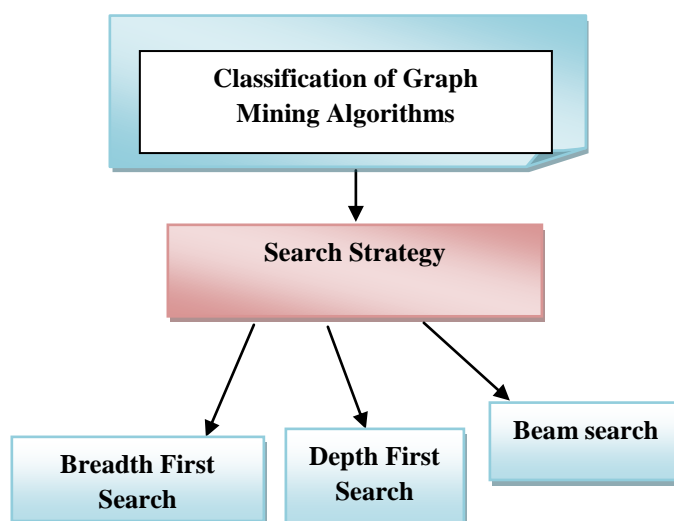 Classification of Graph
Mining Algorithms
Search Strategy
Breadth First
Search
Depth First
Search
Beam search